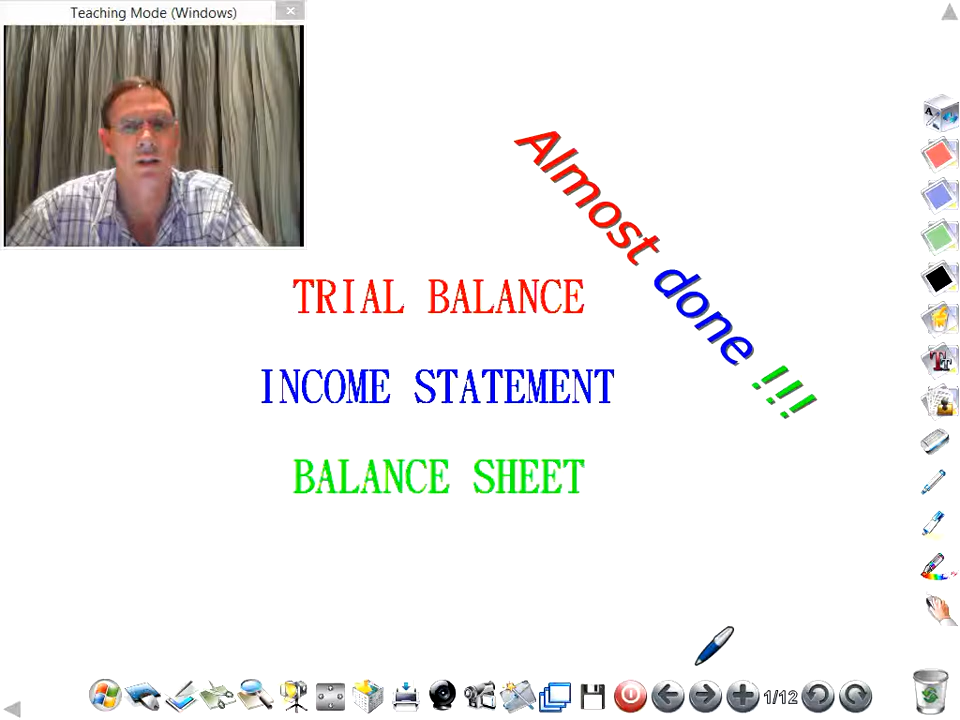 Teaching Mode (Windows)
Almost done !!!
TRIAL BALANCE
INCOME STATEMENT
BALANCE SHEET
1/12